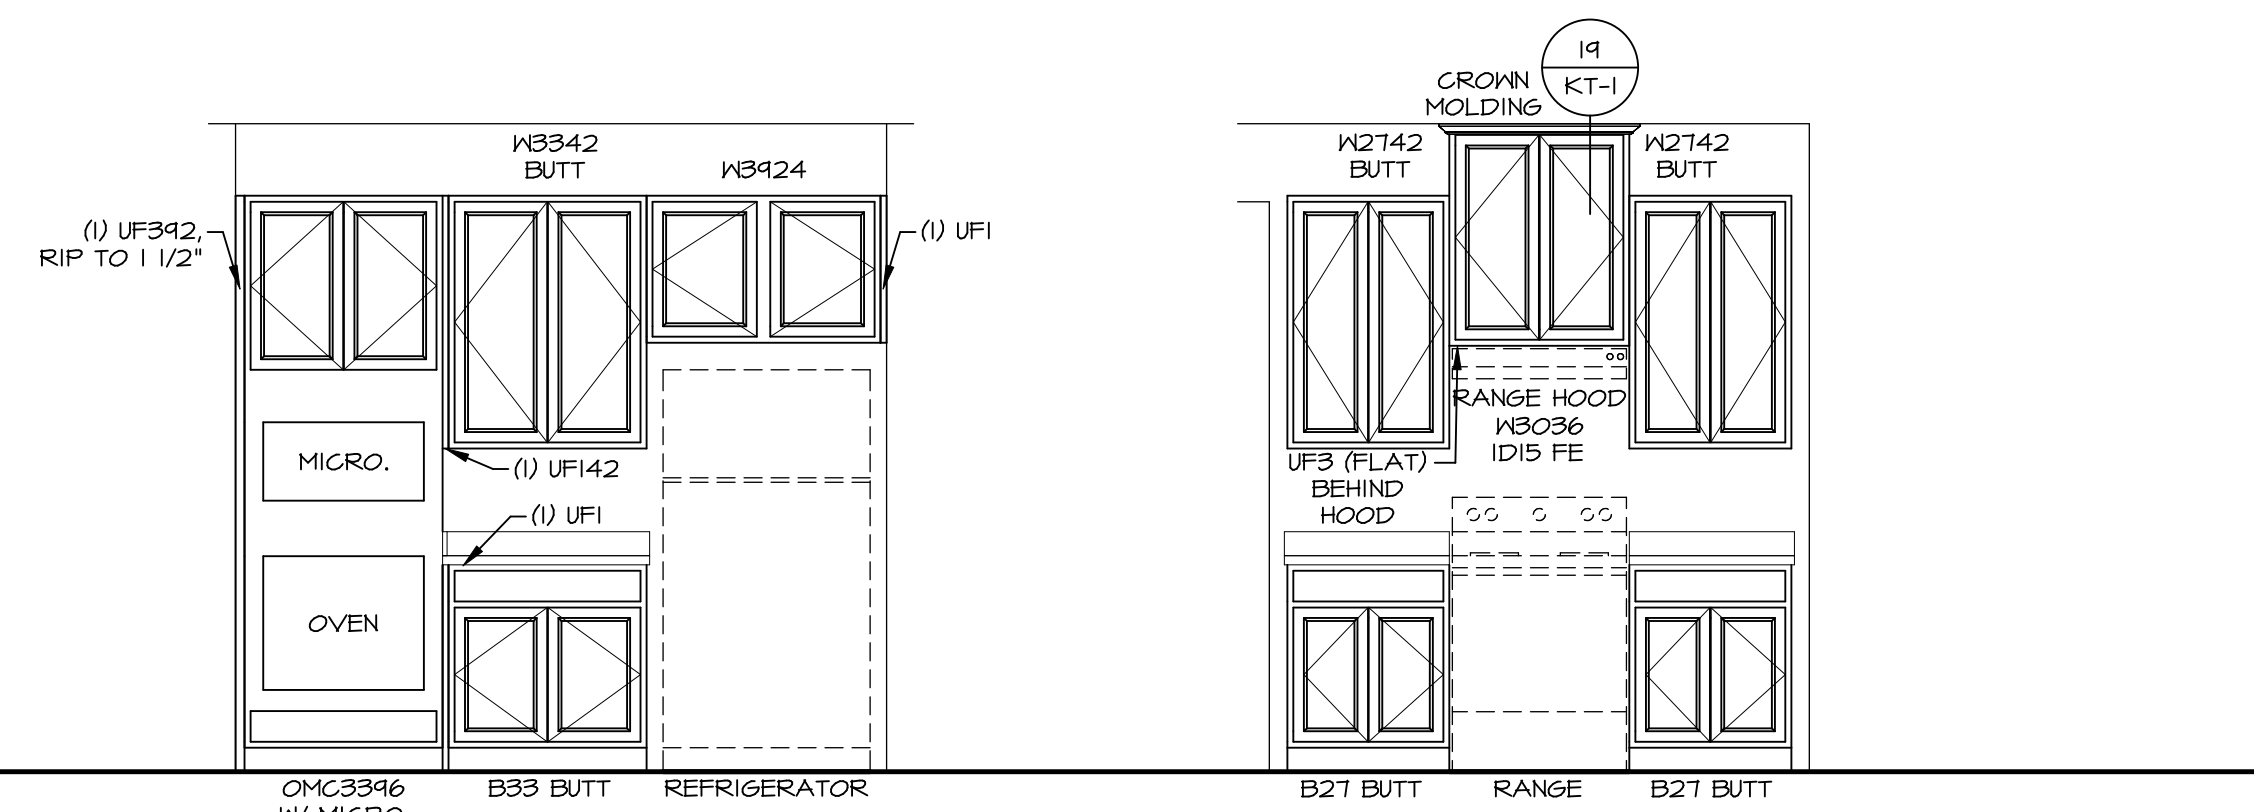 W3342
BUTT
W3924
(1) UF392,
RIP TO 1 1/2"
(1) UF1
MICRO.
(1) UF142
(1) UF1
OVEN
OMC3396
W/ MICRO
B33 BUTT
REFRIGERATOR
19
KT-1
CROWN
MOLDING
W2742
BUTT
W2742
BUTT
RANGE HOOD
W3036
1D15 FE
UF3 (FLAT)
BEHIND
HOOD
B27 BUTT
RANGE
B27 BUTT